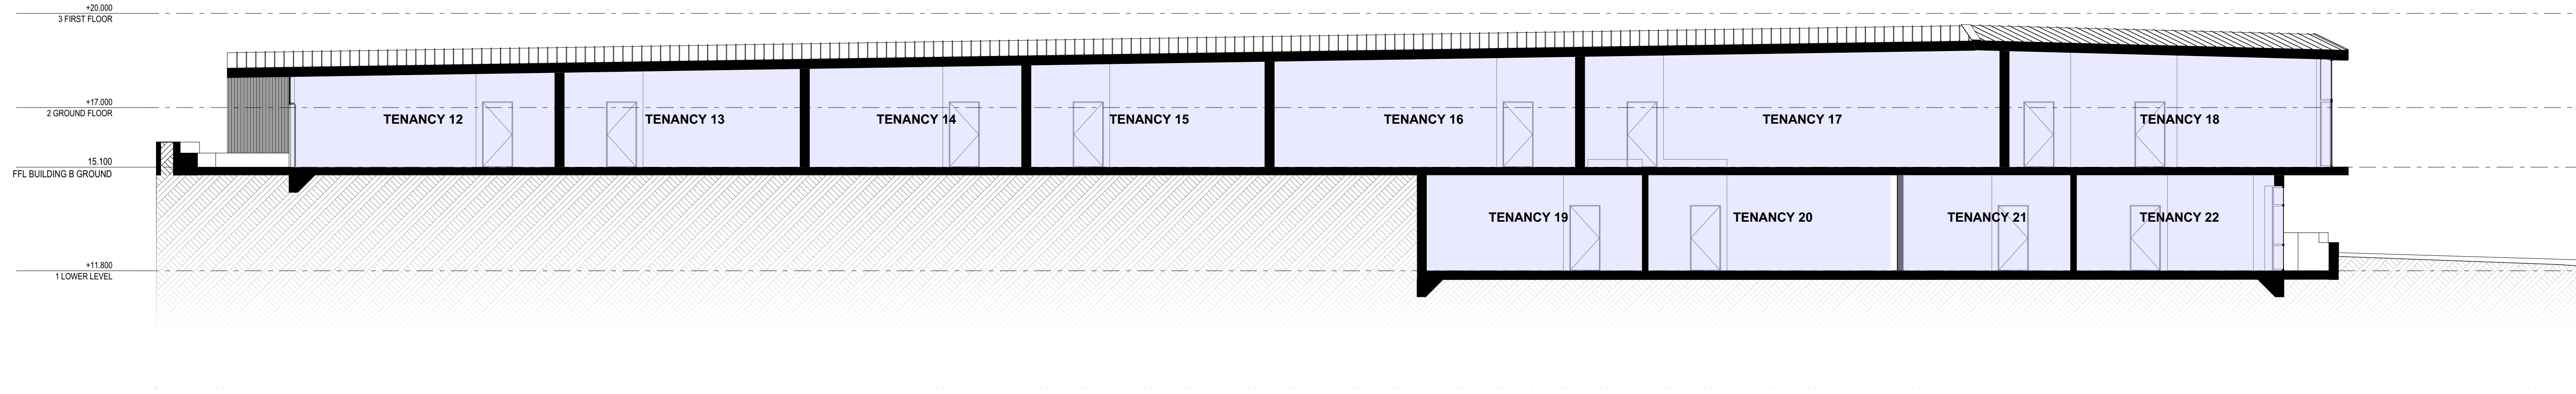 +20.000
3 FIRST FLOOR
+17.000
2 GROUND FLOOR
TENANCY 12
TENANCY 13
TENANCY 14
TENANCY 15
TENANCY 16
TENANCY 17
TENANCY 18
15.100
FFL BUILDING B GROUND
TENANCY 19
TENANCY 20
TENANCY 21
TENANCY 22
+11.800
1 LOWER LEVEL